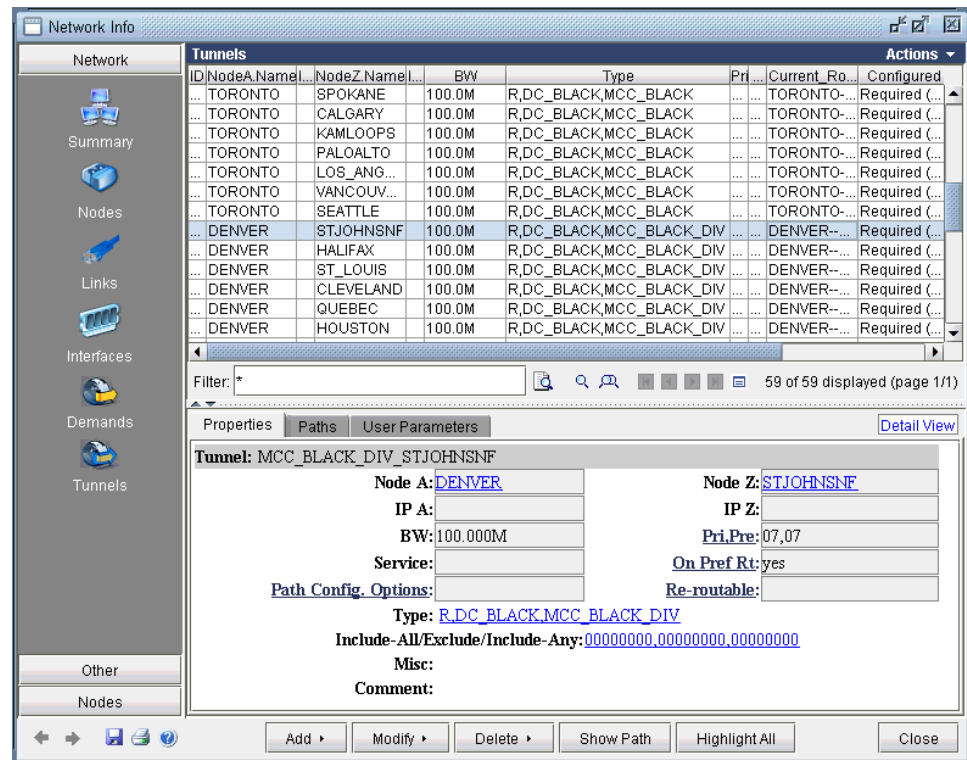 Network Info
Network
Summary
Nodes
Links
Interfaces
Demands
Tunnels
Other
Nodes
Tunnels Actions
ID NodeA.Name I... NodeZ.Name I... BW Type Pri ... Current_Ro... Configured
... TORONTO SPOKANE 100.0M R,DC_BLACK,MCC_BLACK ... ... TORONTO-... Required (...
... TORONTO CALGARY 100.0M R,DC_BLACK,MCC_BLACK ... ... TORONTO-... Required (...
... TORONTO KAMLOOPS 100.0M R,DC_BLACK,MCC_BLACK ... ... TORONTO-... Required (...
... TORONTO PALOALTO 100.0M R,DC_BLACK,MCC_BLACK ... ... TORONTO-... Required (...
... TORONTO LOS_ANG... 100.0M R,DC_BLACK,MCC_BLACK ... ... TORONTO-... Required (...
... TORONTO VANCOUV... 100.0M R,DC_BLACK,MCC_BLACK ... ... TORONTO-... Required (...
... TORONTO SEATTLE 100.0M R,DC_BLACK,MCC_BLACK ... ... TORONTO-... Required (...
... DENVER STJOHNSNF 100.0M R,DC_BLACK,MCC_BLACK_DIV ... ... DENVER--... Required (...
... DENVER HALIFAX 100.0M R,DC_BLACK,MCC_BLACK_DIV ... ... DENVER--... Required (...
... DENVER ST_LOUIS 100.0M R,DC_BLACK,MCC_BLACK_DIV ... ... DENVER--... Required (...
... DENVER CLEVELAND 100.0M R,DC_BLACK,MCC_BLACK_DIV ... ... DENVER--... Required (...
... DENVER QUEBEC 100.0M R,DC_BLACK,MCC_BLACK_DIV ... ... DENVER--... Required (...
... DENVER HOUSTON 100.0M R,DC_BLACK,MCC_BLACK_DIV ... ... DENVER--... Required (...
Filter: * 59 of 59 displayed (page 1/1)
Properties Paths User Parameters Detail View
Tunnel: MCC_BLACK_DIV_STJOHNSNF
Node A: DENVER Node Z: STJOHNSNF
IP A: IP Z:
BW: 100.000M Pri,Pre: 07,07
Service: On Pref Rt: yes
Path Config. Options: Re-routable:
Type: R,DC_BLACK,MCC_BLACK_DIV
Include-All/Exclude/Include-Any: 00000000,00000000,00000000
Misc:
Comment:
Add Modify Delete Show Path Highlight All Close